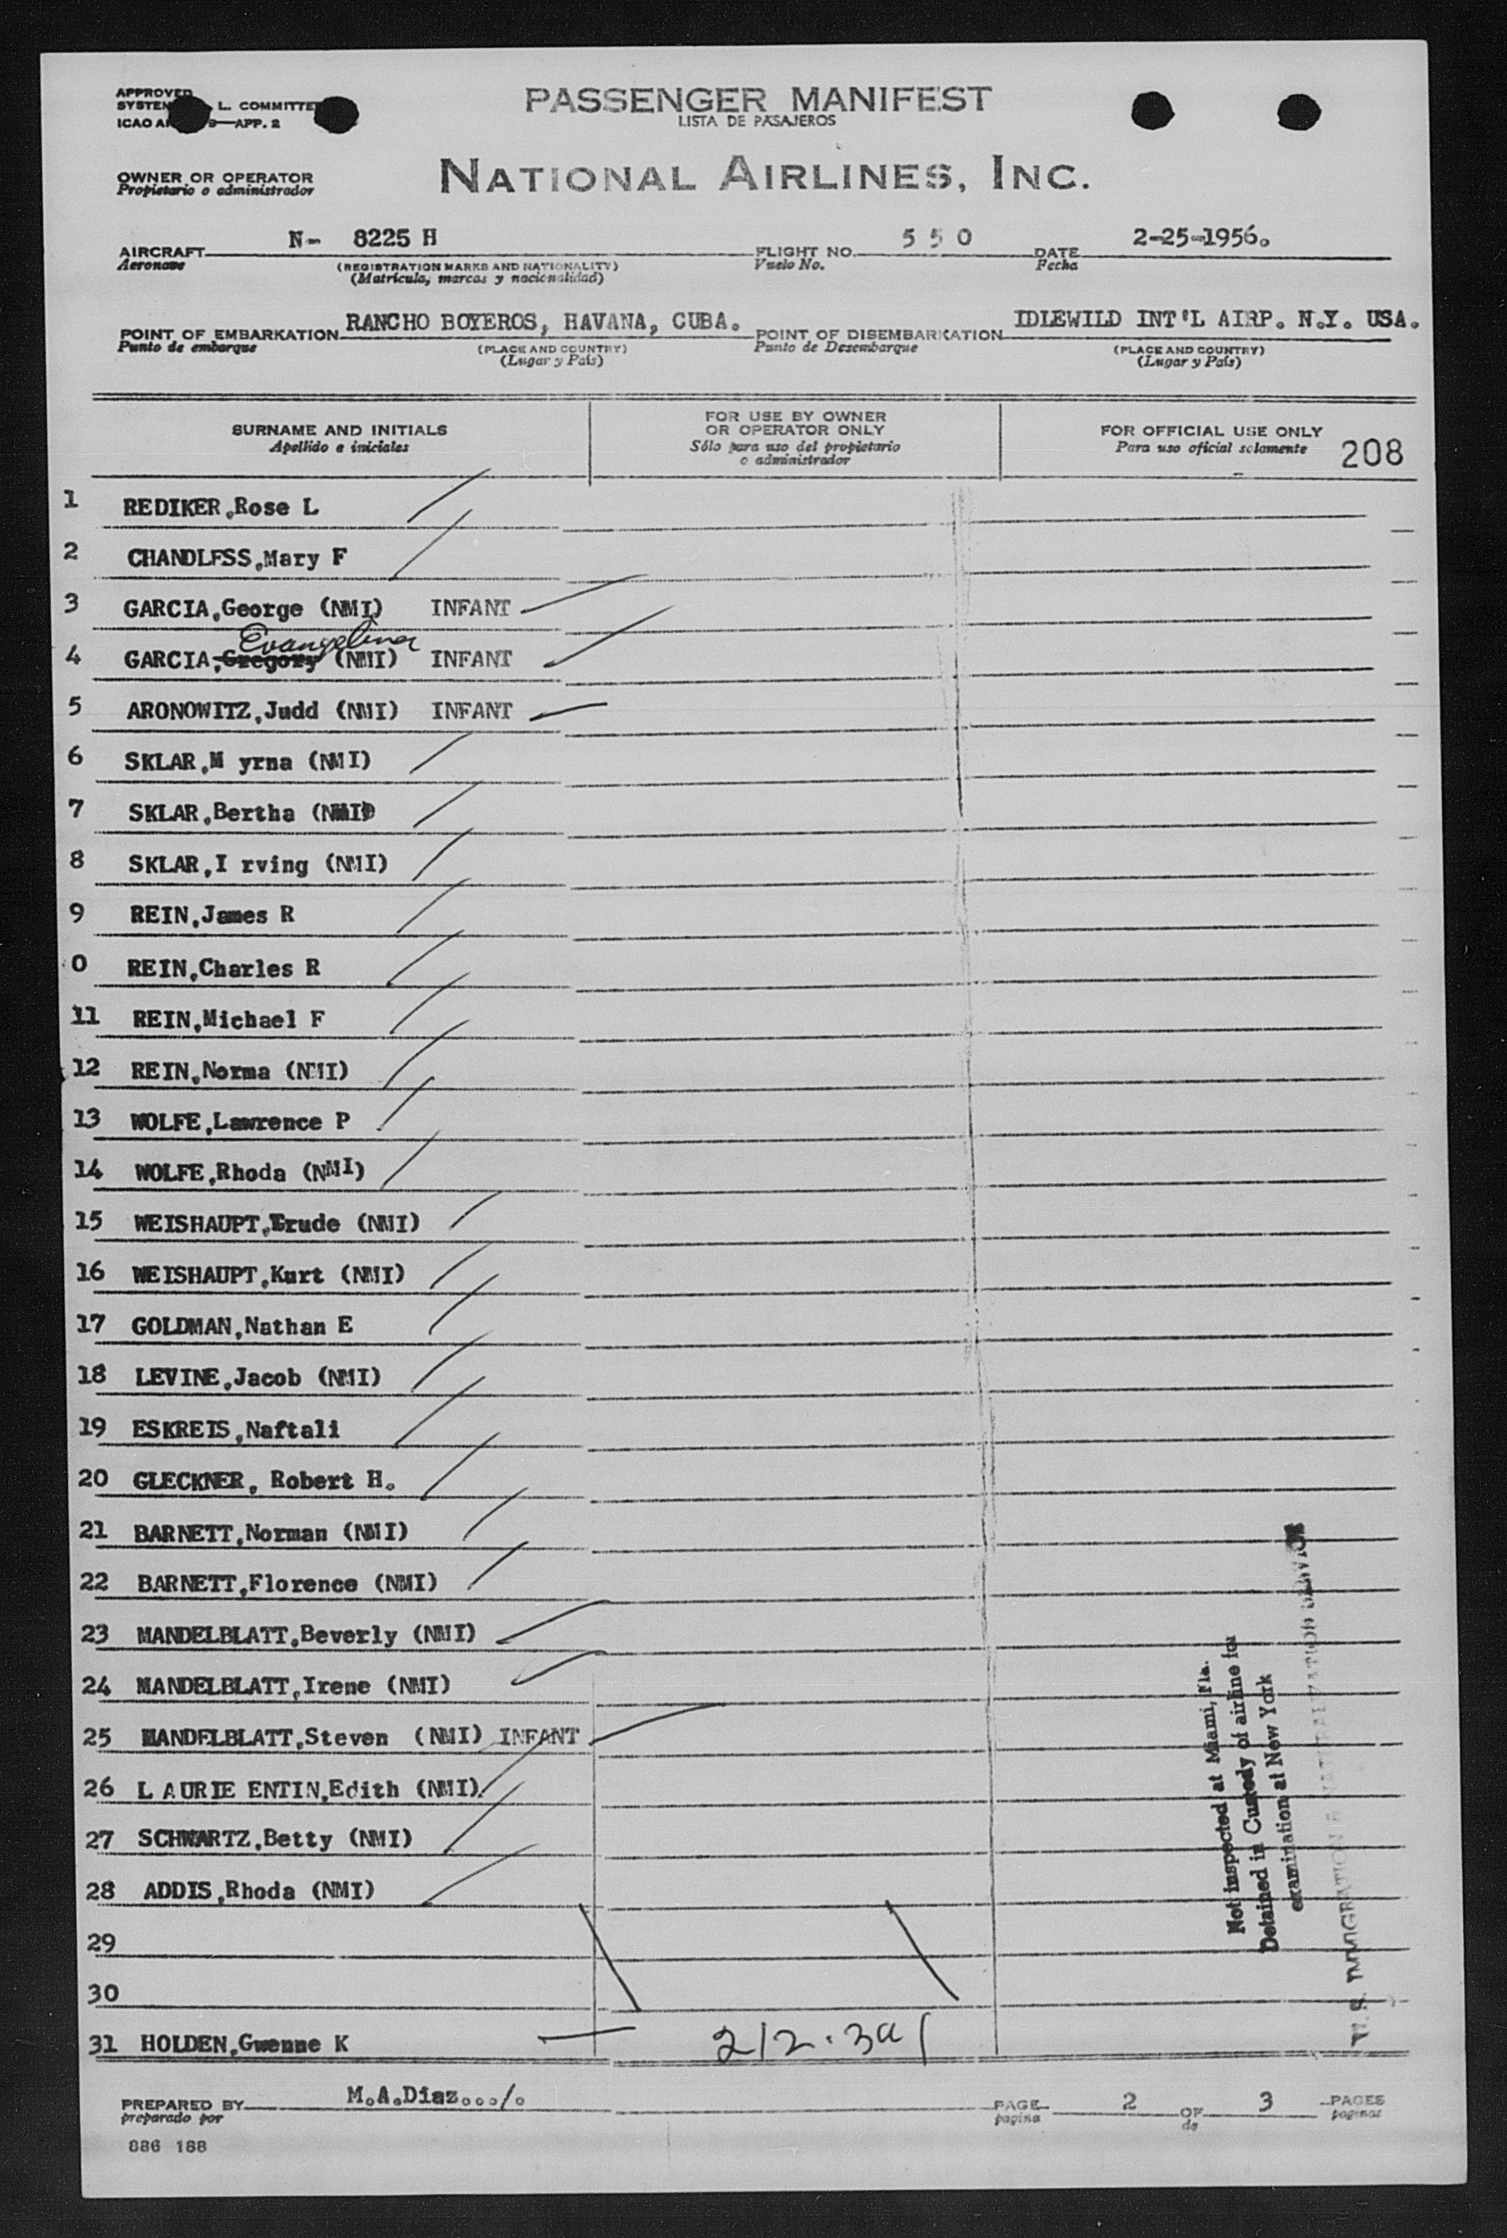 APPROVED
SYSTEM L. COMMITTEE
ICAO 9—APP. 2
PASSENGER MANIFEST
LISTA DE PASAJEROS
OWNER OR OPERATOR
Propietario o administrador
NATIONAL AIRLINES, INC.
AIRCRAFT N- 8225 H FLIGHT NO. 5 5 0 DATE 2-25-1956.
Aeronave (REGISTRATION MARKS AND NATIONALITY) Vuelo No. Fecha
(Matricula, marcas y nacionalidad)
POINT OF EMBARKATION RANCHO BOYEROS, HAVANA, CUBA. POINT OF DISEMBARKATION IDLEWILD INT'L AIRP. N.Y. USA.
Punto de embarque (PLACE AND COUNTRY) Punto de Desembarque (PLACE AND COUNTRY)
(Lugar y País) (Lugar y País)
SURNAME AND INITIALS
Apellido e iniciales
FOR USE BY OWNER
OR OPERATOR ONLY
Sólo para uso del propietario
o administrador
FOR OFFICIAL USE ONLY
Para uso oficial solamente 208
1 REDIKER,Rose L
2 CHANDLFSS,Mary F
3 GARCIA,George (NMI) INFANT
Evangelina
4 GARCIA,Gregory (NMI) INFANT
5 ARONOWITZ,Judd (NMI) INFANT
6 SKLAR,M yrna (NMI)
7 SKLAR,Bertha (NMI)
8 SKLAR,I rving (NMI)
9 REIN,James R
0 REIN,Charles R
11 REIN,Michael F
12 REIN,Norma (NMI)
13 WOLFE,Lawrence P
14 WOLFE,Rhoda (NMI)
15 WEISHAUPT,Trude (NMI)
16 WEISHAUPT,Kurt (NMI)
17 GOLDMAN,Nathan E
18 LEVINE,Jacob (NMI)
19 ESKREIS,Naftali
20 GLECKNER, Robert H.
21 BARNETT,Norman (NMI)
22 BARNETT,Florence (NMI)
23 MANDELBLATT,Beverly (NMI)
24 MANDELBLATT,Irene (NMI)
25 MANDELBLATT,Steven (NMI) INFANT
26 L AURIE ENTIN,Edith (NMI)
27 SCHWARTZ,Betty (NMI)
28 ADDIS,Rhoda (NMI)
29
30
31 HOLDEN,Gwenne K
212.3a
Not inspected at Miami, Fla.
Detained in Custody of airline for
examination at New York
U. S. IMMIGRATION & NATURALIZATION SERVICE
PREPARED BY M.A.Diaz.../. PAGE 2 OF 3 PAGES
preparado por pagina de paginas
886 188